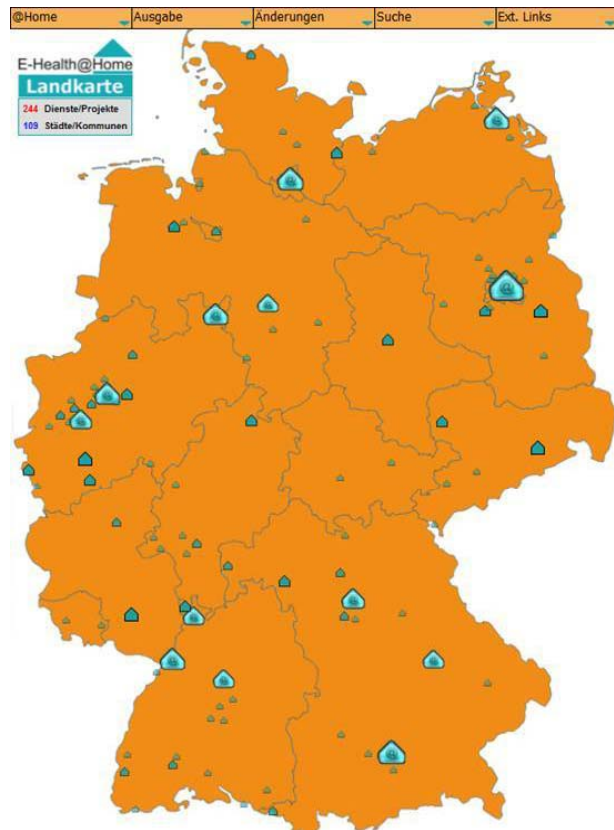 @Home
Ausgabe
Änderungen
Suche
Ext. Links
E-Health@Home
Landkarte
244 Dienste/Projekte
109 Städte/Kommunen